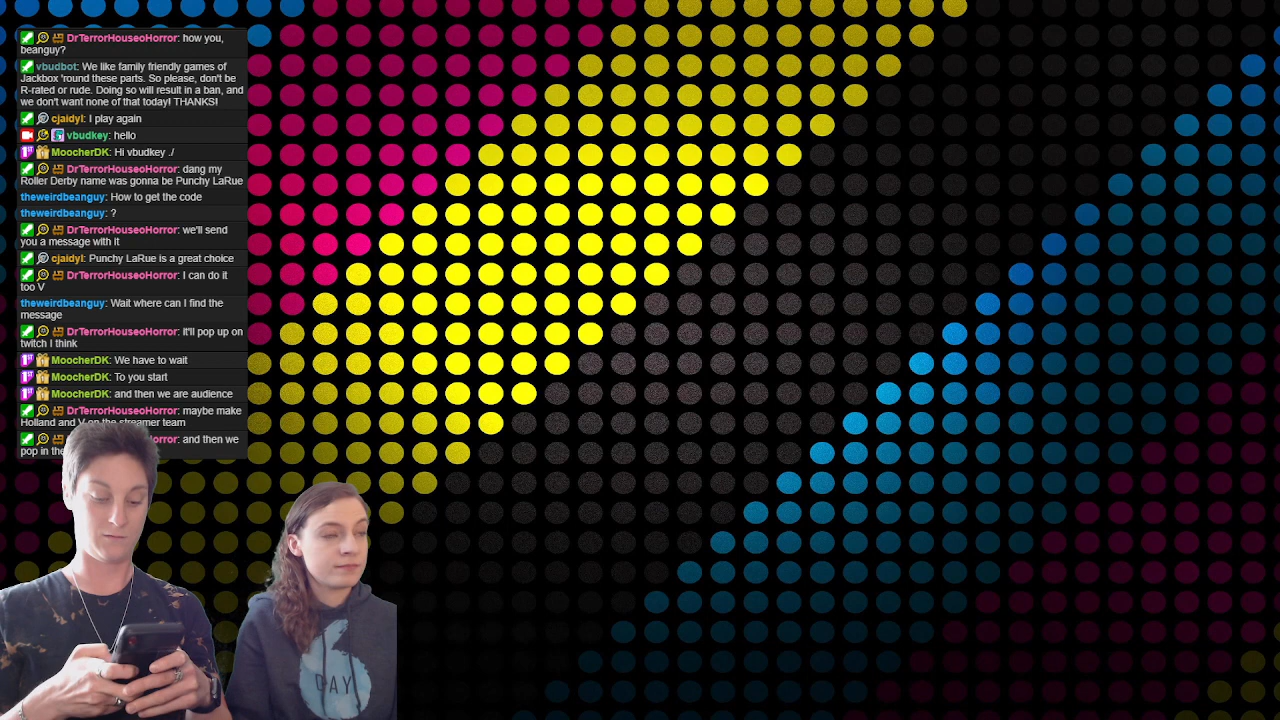 DrTerrorHouseoHorror: how you,
beanguy?
vbudbot: We like family friendly games of
Jackbox 'round these parts. So please, don't be
R-rated or rude. Doing so will result in a ban, and
we don't want none of that today! THANKS!
cjaidyl: I play again
vbudkey: hello
MoocherDK: Hi vbudkey ./
DrTerrorHouseoHorror: dang my
Roller Derby name was gonna be Punchy LaRue
theweirdbeanguy: How to get the code
theweirdbeanguy: ?
DrTerrorHouseoHorror: we'll send
you a message with it
cjaidyl: Punchy LaRue is a great choice
DrTerrorHouseoHorror: I can do it
too V
theweirdbeanguy: Wait where can I find the
message
DrTerrorHouseoHorror: it'll pop up on
twitch I think
MoocherDK: We have to wait
MoocherDK: To you start
MoocherDK: and then we are audience
DrTerrorHouseoHorror: maybe make
Holland and V on the streamer team
orror: and then we
pop in the
DAY